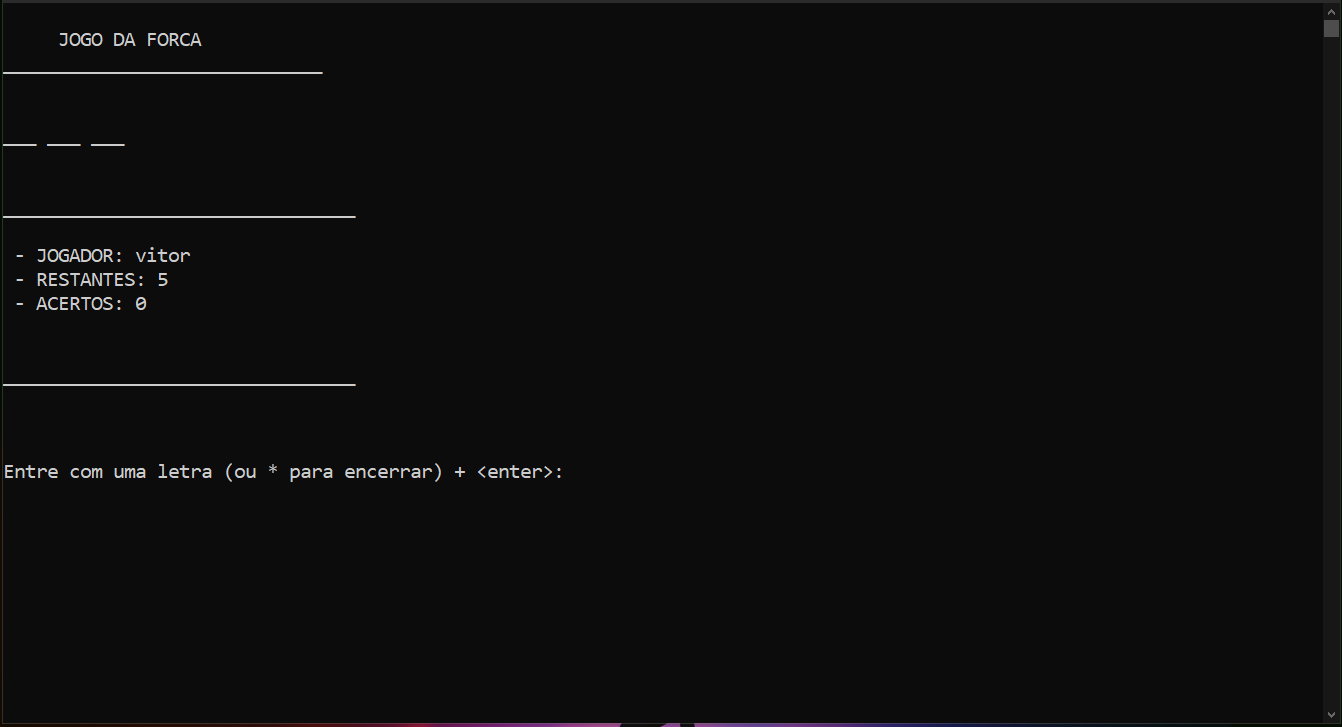 JOGO DA FORCA
_____________________________
___ ___ ___
________________________________
- JOGADOR: vitor
- RESTANTES: 5
- ACERTOS: 0
________________________________
Entre com uma letra (ou * para encerrar) + <enter>: